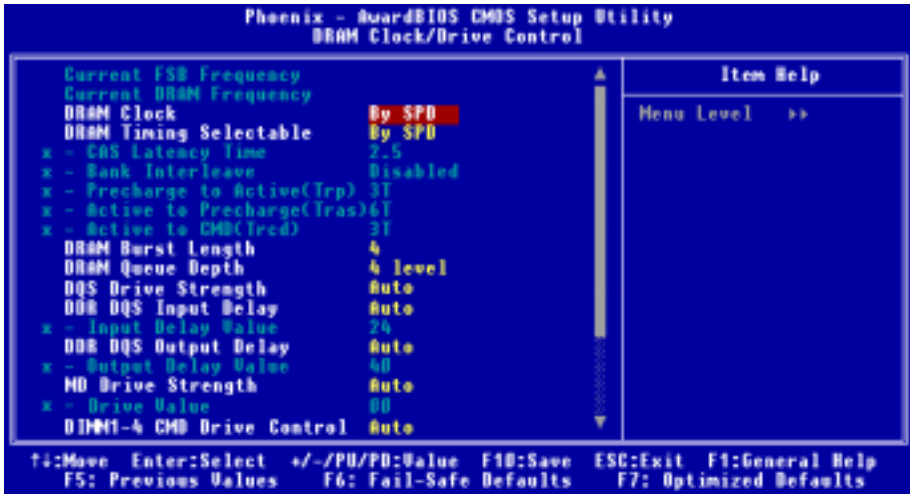 Phoenix - AwardBIOS CMOS Setup Utility
DRAM Clock/Drive Control
Current FSB Frequency
Current DRAM Frequency
DRAM Clock By SPD
DRAM Timing Selectable By SPD
x - CAS Latency Time 2.5
x - Bank Interleave Disabled
x - Precharge to Active(Trp) 3T
x - Active to Precharge(Tras)6T
x - Active to CMD(Trcd) 3T
DRAM Burst Length 4
DRAM Queue Depth 4 level
DQS Drive Strength Auto
DDR DQS Input Delay Auto
x - Input Delay Value 24
DDR DQS Output Delay Auto
x - Output Delay Value 40
MD Drive Strength Auto
x - Drive Value 00
DIMM1-4 CMD Drive Control Auto
Item Help
Menu Level ▸▸
↑↓:Move Enter:Select +/-/PU/PD:Value F10:Save ESC:Exit F1:General Help
F5: Previous Values F6: Fail-Safe Defaults F7: Optimized Defaults